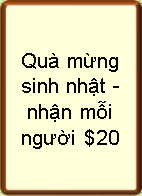 Quà mừng
sinh nhật -
nhận mỗi
người $20